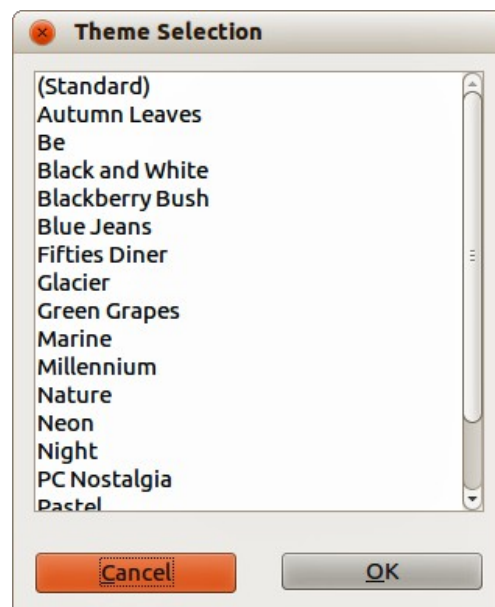 Theme Selection
(Standard)
Autumn Leaves
Be
Black and White
Blackberry Bush
Blue Jeans
Fifties Diner
Glacier
Green Grapes
Marine
Millennium
Nature
Neon
Night
PC Nostalgia
Pastel
Cancel
OK